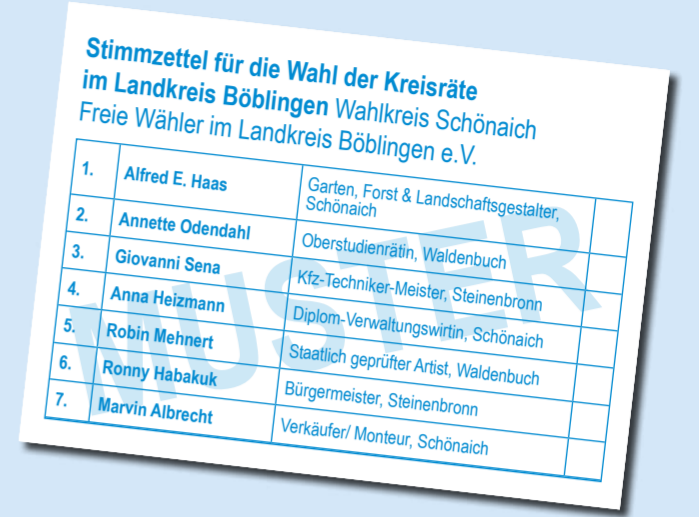 Stimmzettel für die Wahl der Kreisräte
im Landkreis Böblingen Wahlkreis Schönaich
Freie Wähler im Landkreis Böblingen e.V.
1. Alfred E. Haas Garten, Forst & Landschaftsgestalter,
Schönaich
2. Annette Odendahl Oberstudienrätin, Waldenbuch
3. Giovanni Sena Kfz-Techniker-Meister, Steinenbronn
4. Anna Heizmann Diplom-Verwaltungswirtin, Schönaich
5. Robin Mehnert Staatlich geprüfter Artist, Waldenbuch
6. Ronny Habakuk Bürgermeister, Steinenbronn
7. Marvin Albrecht Verkäufer/ Monteur, Schönaich
MUSTER